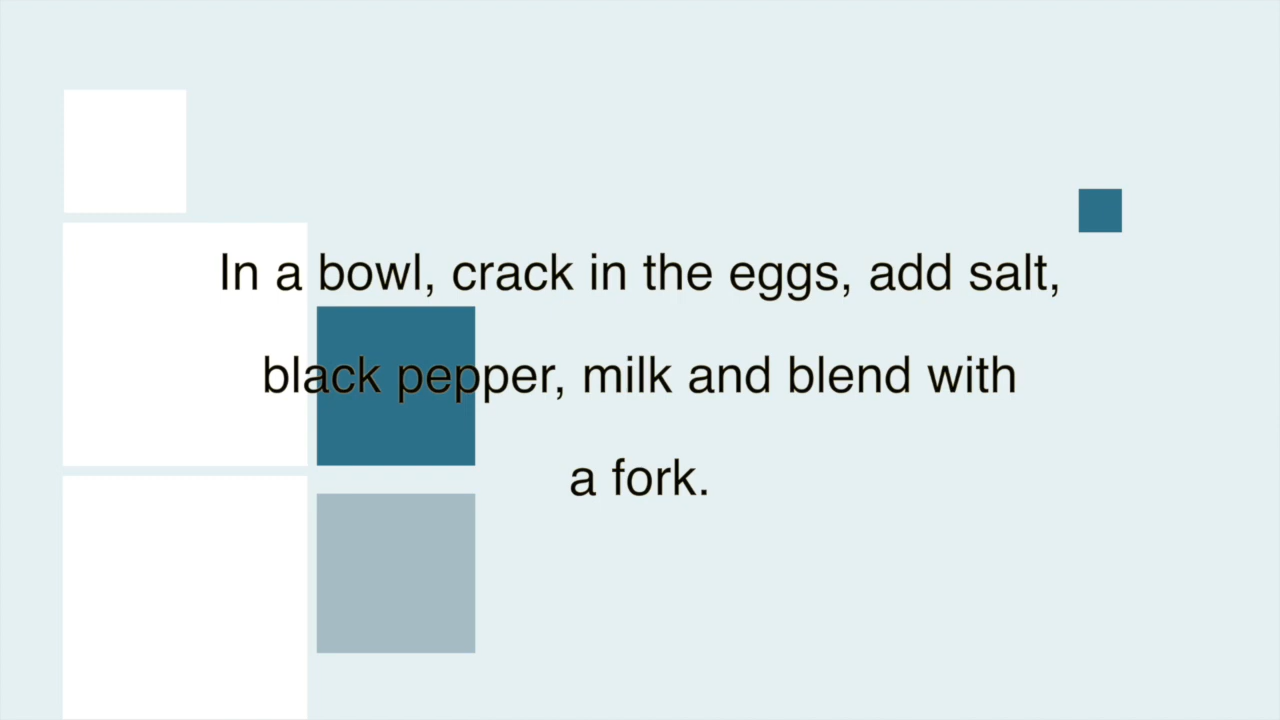 In a bowl, crack in the eggs, add salt,
black pepper, milk and blend with
a fork.